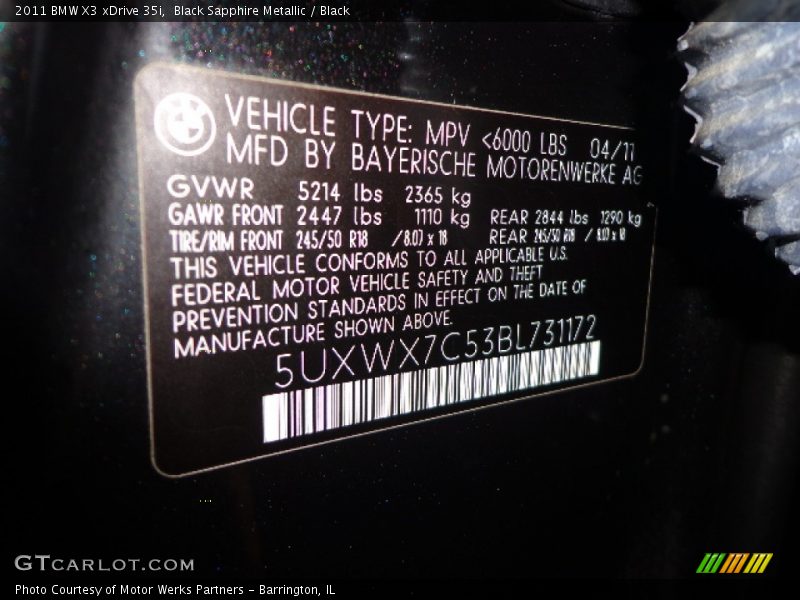 2011 BMW X3 xDrive 35i, Black Sapphire Metallic / Black
VEHICLE TYPE: MPV <6000 LBS 04/11
MFD BY BAYERISCHE MOTORENWERKE AG
GVWR 5214 lbs 2365 kg
GAWR FRONT 2447 lbs 1110 kg REAR 2844 lbs 1290 kg
TIRE/RIM FRONT 245/50 R18 / 8.0J x 18 REAR 245/50 R18 / 8.0J x 18
THIS VEHICLE CONFORMS TO ALL APPLICABLE U.S.
FEDERAL MOTOR VEHICLE SAFETY AND THEFT
PREVENTION STANDARDS IN EFFECT ON THE DATE OF
MANUFACTURE SHOWN ABOVE.
5UXWX7C53BL731172
GTCARLOT.COM
Photo Courtesy of Motor Werks Partners - Barrington, IL